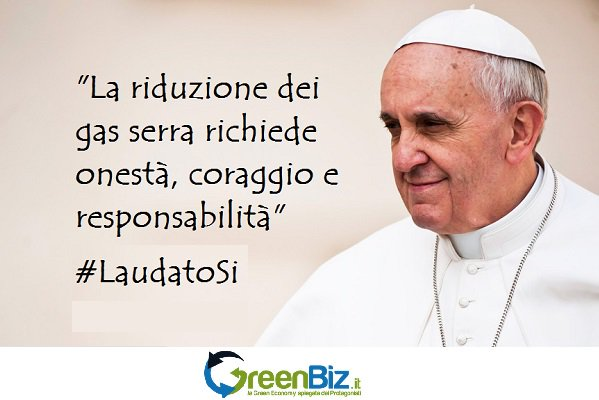 "La riduzione dei
gas serra richiede
onestà, coraggio e
responsabilità"
#LaudatoSi
GreenBiz.it
la Green Economy spiegata dai Protagonisti